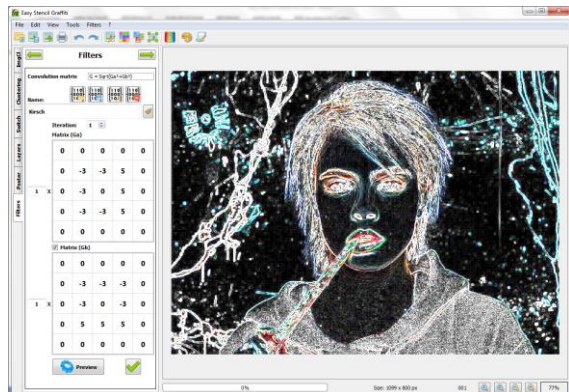 Easy Stencil Graffiti
File Edit View Tools Filters ?
Filters
Convolution matrix
Name:
Kirsch
Iteration: 1
Matrix (Ga)
0 0 0 0 0
0 -3 -3 5 0
1 X 0 -3 0 5 0
0 -3 -3 5 0
0 0 0 0 0
Matrix (Gb)
0 0 0 0 0
0 -3 -3 -3 0
1 X 0 -3 0 -3 0
0 5 5 5 0
0 0 0 0 0
Preview
Clustering
Switch
Layers
Poster
Filters
0%
Size: 1099 x 800 px
77%